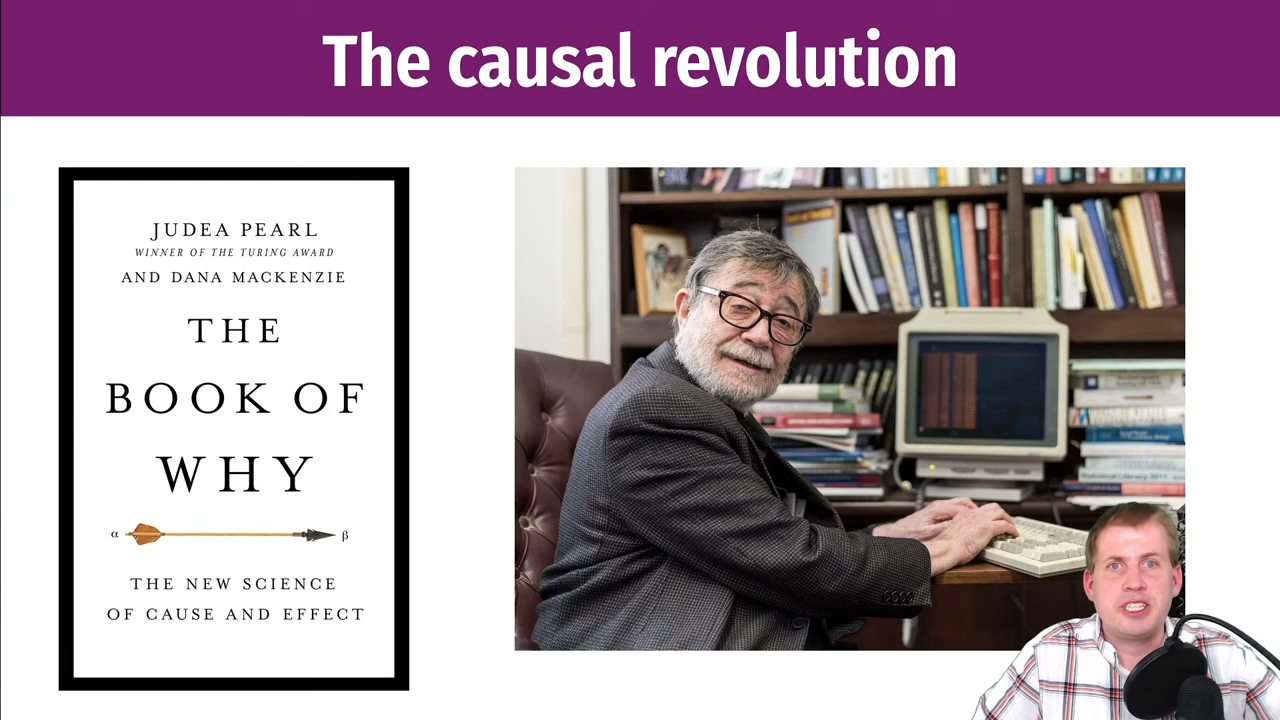 The causal revolution
JUDEA PEARL
WINNER OF THE TURING AWARD
AND DANA MACKENZIE
THE
BOOK OF
WHY
α β
THE NEW SCIENCE
OF CAUSE AND EFFECT